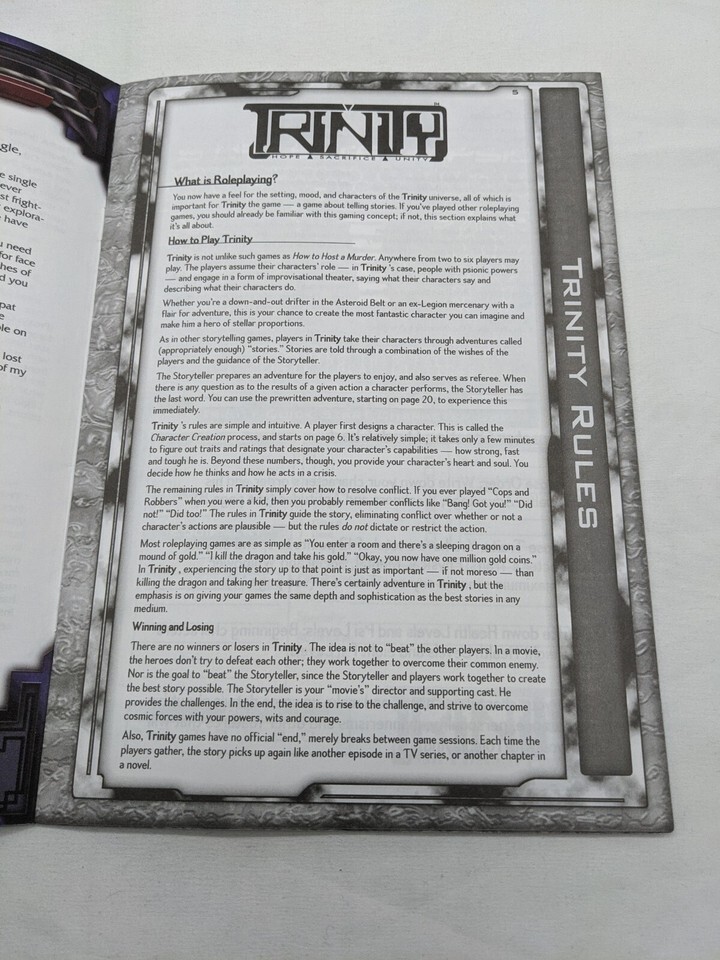 gle,
e single
ever
st fright-
explora-
have
u need
for face
hes of
d you
pat
e
ole on
lost
of my
5
TRINITY
HOPE ▲ SACRIFICE ▲ UNITY
What is Roleplaying?
You now have a feel for the setting, mood, and characters of the Trinity universe, all of which is
important for Trinity the game — a game about telling stories. If you've played other roleplaying
games, you should already be familiar with this gaming concept; if not, this section explains what
it's all about.
How to Play Trinity
Trinity is not unlike such games as How to Host a Murder. Anywhere from two to six players may
play. The players assume their characters' role — in Trinity 's case, people with psionic powers
— and engage in a form of improvisational theater, saying what their characters say and
describing what their characters do.
Whether you're a down-and-out drifter in the Asteroid Belt or an ex-Legion mercenary with a
flair for adventure, this is your chance to create the most fantastic character you can imagine and
make him a hero of stellar proportions.
As in other storytelling games, players in Trinity take their characters through adventures called
(appropriately enough) "stories." Stories are told through a combination of the wishes of the
players and the guidance of the Storyteller.
The Storyteller prepares an adventure for the players to enjoy, and also serves as referee. When
there is any question as to the results of a given action a character performs, the Storyteller has
the last word. You can use the prewritten adventure, starting on page 20, to experience this
immediately.
Trinity 's rules are simple and intuitive. A player first designs a character. This is called the
Character Creation process, and starts on page 6. It's relatively simple; it takes only a few minutes
to figure out traits and ratings that designate your character's capabilities — how strong, fast
and tough he is. Beyond these numbers, though, you provide your character's heart and soul. You
decide how he thinks and how he acts in a crisis.
The remaining rules in Trinity simply cover how to resolve conflict. If you ever played "Cops and
Robbers" when you were a kid, then you probably remember conflicts like "Bang! Got you!" "Did
not!" "Did too!" The rules in Trinity guide the story, eliminating conflict over whether or not a
character's actions are plausible — but the rules do not dictate or restrict the action.
Most roleplaying games are as simple as "You enter a room and there's a sleeping dragon on a
mound of gold." "I kill the dragon and take his gold." "Okay, you now have one million gold coins."
In Trinity , experiencing the story up to that point is just as important — if not moreso — than
killing the dragon and taking her treasure. There's certainly adventure in Trinity , but the
emphasis is on giving your games the same depth and sophistication as the best stories in any
medium.
Winning and Losing
There are no winners or losers in Trinity . The idea is not to "beat" the other players. In a movie,
the heroes don't try to defeat each other; they work together to overcome their common enemy.
Nor is the goal to "beat" the Storyteller, since the Storyteller and players work together to create
the best story possible. The Storyteller is your "movie's" director and supporting cast. He
provides the challenges. In the end, the idea is to rise to the challenge, and strive to overcome
cosmic forces with your powers, wits and courage.
Also, Trinity games have no official "end," merely breaks between game sessions. Each time the
players gather, the story picks up again like another episode in a TV series, or another chapter in
a novel.
TRINITY RULES